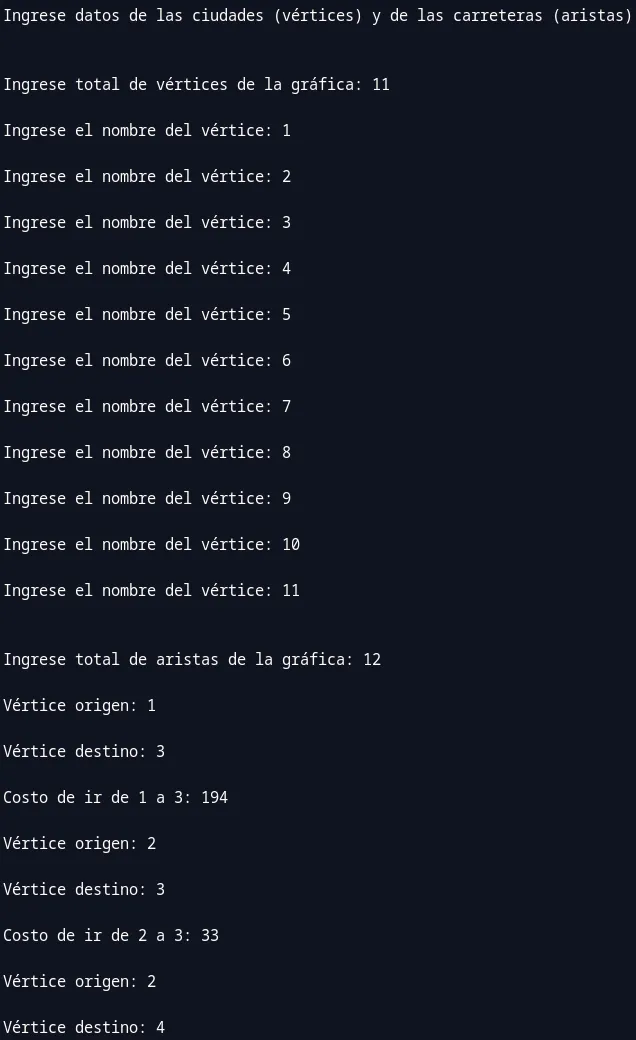 Ingrese datos de las ciudades (vértices) y de las carreteras (aristas)
Ingrese total de vértices de la gráfica: 11
Ingrese el nombre del vértice: 1
Ingrese el nombre del vértice: 2
Ingrese el nombre del vértice: 3
Ingrese el nombre del vértice: 4
Ingrese el nombre del vértice: 5
Ingrese el nombre del vértice: 6
Ingrese el nombre del vértice: 7
Ingrese el nombre del vértice: 8
Ingrese el nombre del vértice: 9
Ingrese el nombre del vértice: 10
Ingrese el nombre del vértice: 11
Ingrese total de aristas de la gráfica: 12
Vértice origen: 1
Vértice destino: 3
Costo de ir de 1 a 3: 194
Vértice origen: 2
Vértice destino: 3
Costo de ir de 2 a 3: 33
Vértice origen: 2
Vértice destino: 4